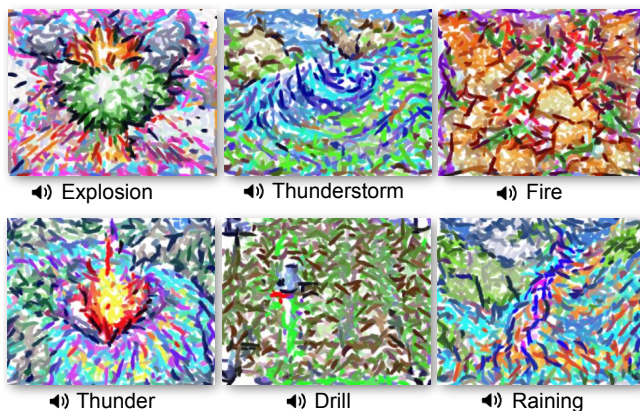 Explosion
Thunderstorm
Fire
Thunder
Drill
Raining